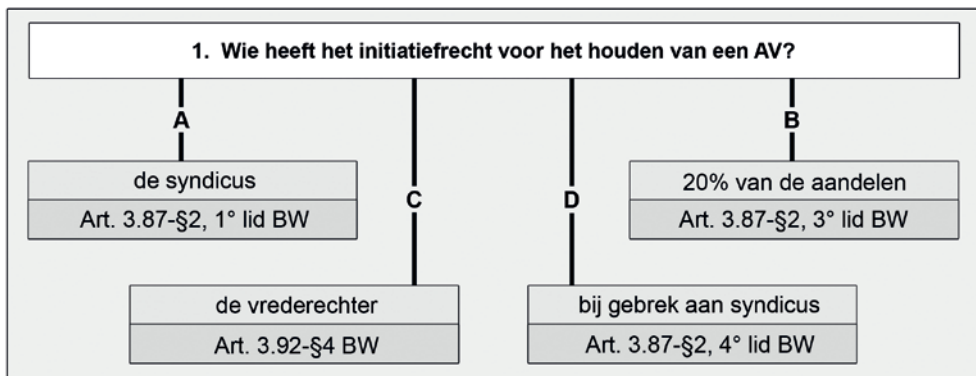 1. Wie heeft het initiatiefrecht voor het houden van een AV?
A
de syndicus
Art. 3.87-§2, 1° lid BW
C
de vrederechter
Art. 3.92-§4 BW
D
bij gebrek aan syndicus
Art. 3.87-§2, 4° lid BW
B
20% van de aandelen
Art. 3.87-§2, 3° lid BW